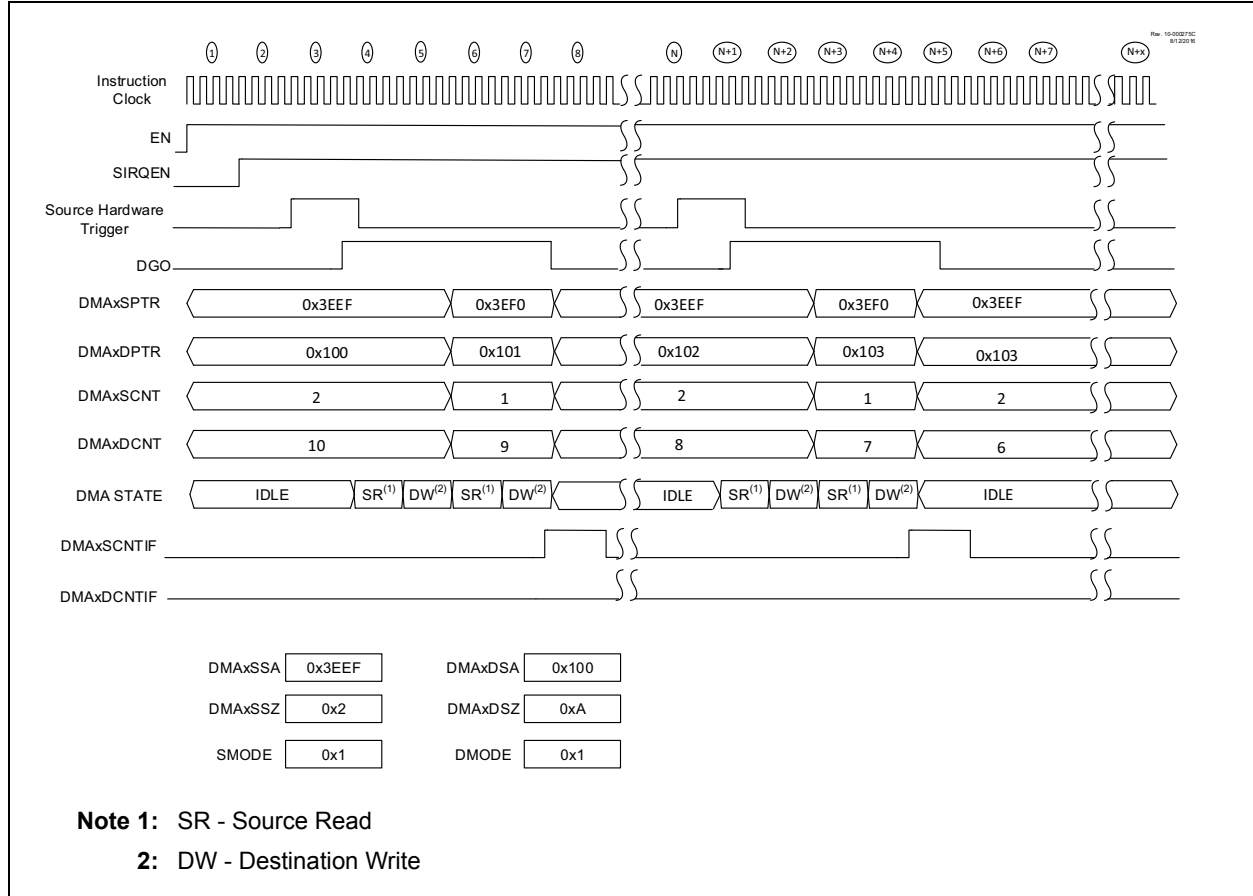 Rev. 10-000275C
8/12/2016
1 2 3 4 5 6 7 8 N N+1 N+2 N+3 N+4 N+5 N+6 N+7 N+x
Instruction
Clock
EN
SIRQEN
Source Hardware
Trigger
DGO
DMAxSPTR 0x3EEF 0x3EF0 0x3EEF 0x3EF0 0x3EEF
DMAxDPTR 0x100 0x101 0x102 0x103 0x103
DMAxSCNT 2 1 2 1 2
DMAxDCNT 10 9 8 7 6
DMA STATE IDLE SR(1) DW(2) SR(1) DW(2) IDLE SR(1) DW(2) SR(1) DW(2) IDLE
DMAxSCNTIF
DMAxDCNTIF
DMAxSSA 0x3EEF DMAxDSA 0x100
DMAxSSZ 0x2 DMAxDSZ 0xA
SMODE 0x1 DMODE 0x1
Note 1: SR - Source Read
2: DW - Destination Write